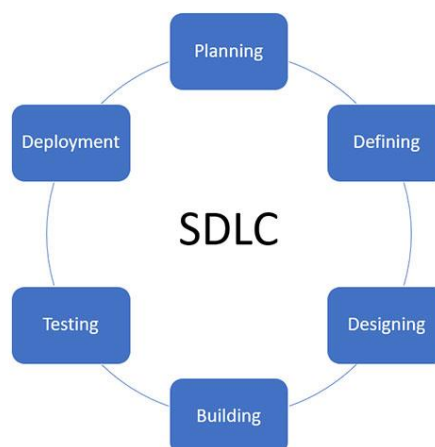 Planning
Deployment
Defining
SDLC
Testing
Designing
Building